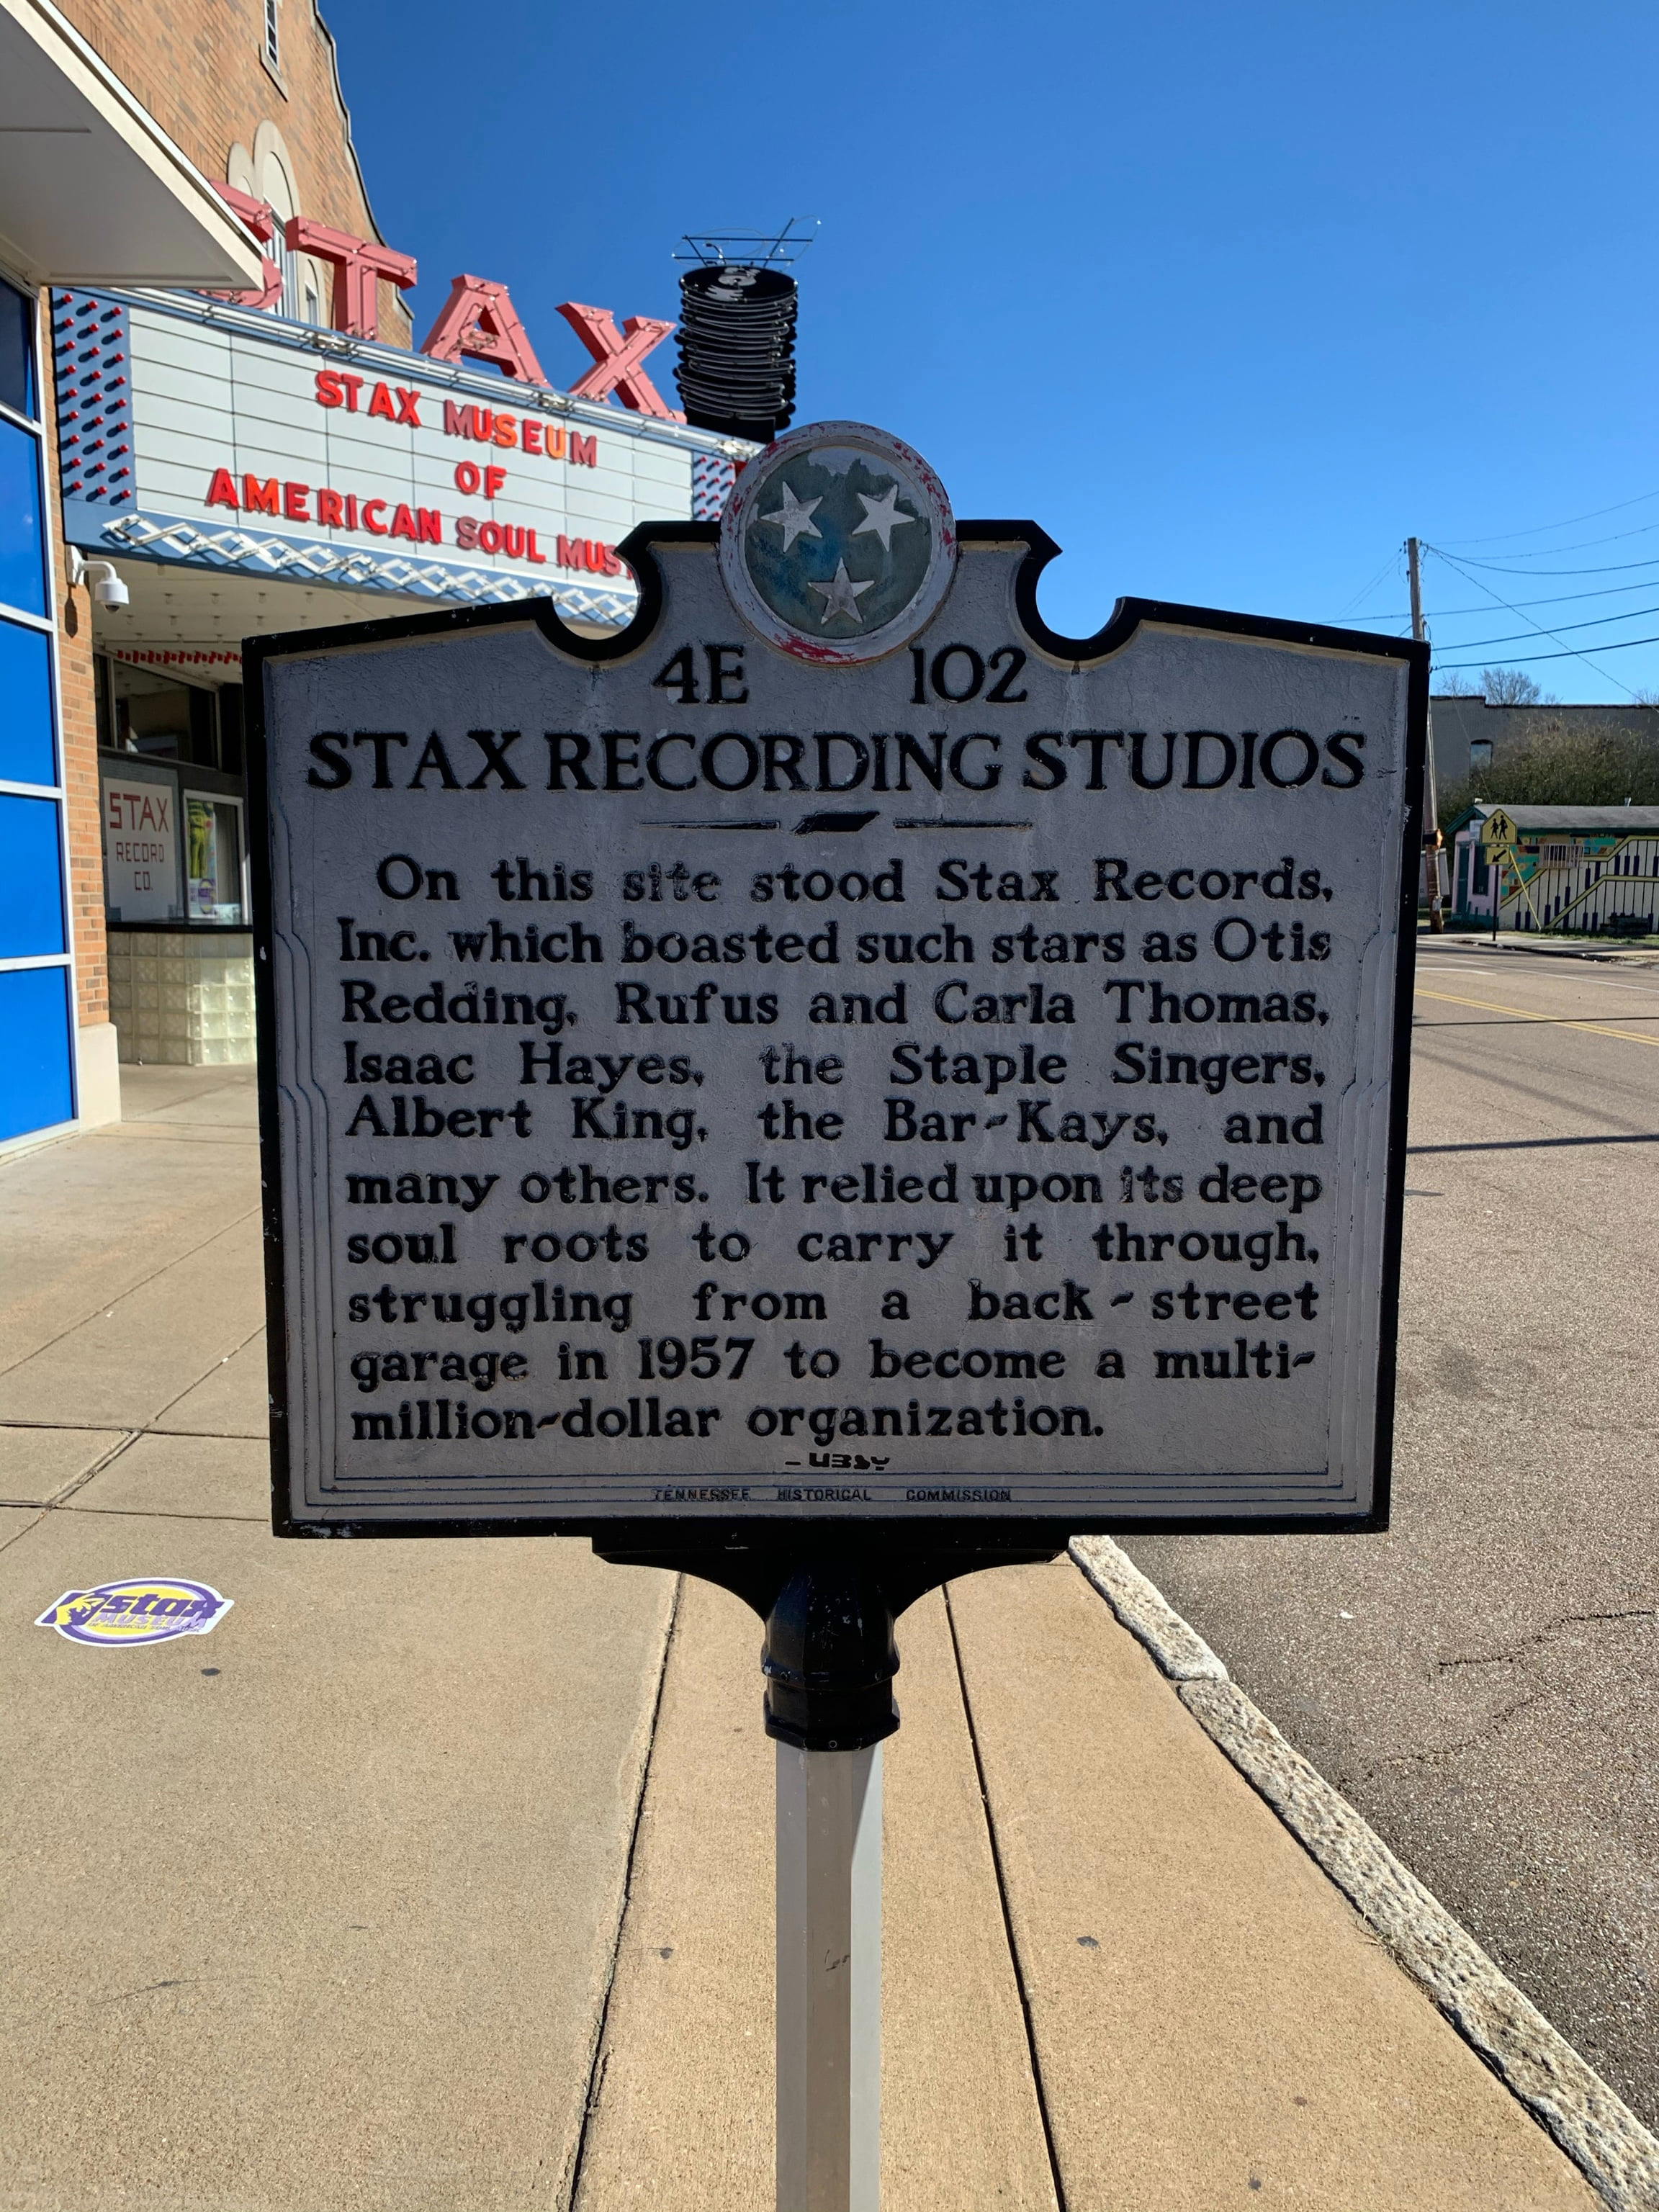 STAX
STAX MUSEUM
OF
AMERICAN SOUL
4E 102
STAX RECORDING STUDIOS
On this site stood Stax Records,
Inc. which boasted such stars as Otis
Redding, Rufus and Carla Thomas,
Isaac Hayes, the Staple Singers,
Albert King, the Bar-Kays, and
many others. It relied upon its deep
soul roots to carry it through,
struggling from a back-street
garage in 1957 to become a multi-
million-dollar organization.
TENNESSEE HISTORICAL COMMISSION
STAX
RECORD
CO.
stax
MUSEUM